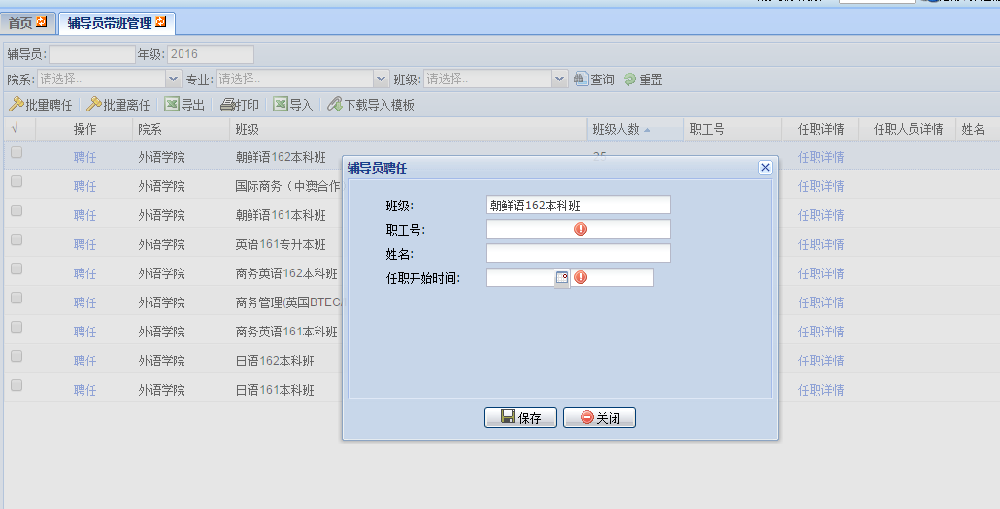 首页 辅导员带班管理
辅导员: 年级: 2016
院系: 请选择.. 专业: 请选择.. 班级: 请选择.. 查询 重置
批量聘任 批量离任 导出 打印 导入 下载导入模板
√ 操作 院系 班级 班级人数 职工号 任职详情 任职人员详情 姓名
聘任 外语学院 朝鲜语162本科班 25 任职详情
聘任 外语学院 国际商务（中澳合作 任职详情
聘任 外语学院 朝鲜语161本科班 任职详情
聘任 外语学院 英语161专升本班 任职详情
聘任 外语学院 商务英语162本科班 任职详情
聘任 外语学院 商务管理(英国BTEC 任职详情
聘任 外语学院 商务英语161本科班 任职详情
聘任 外语学院 日语162本科班 任职详情
聘任 外语学院 日语161本科班 任职详情
辅导员聘任
班级: 朝鲜语162本科班
职工号:
姓名:
任职开始时间:
保存 关闭